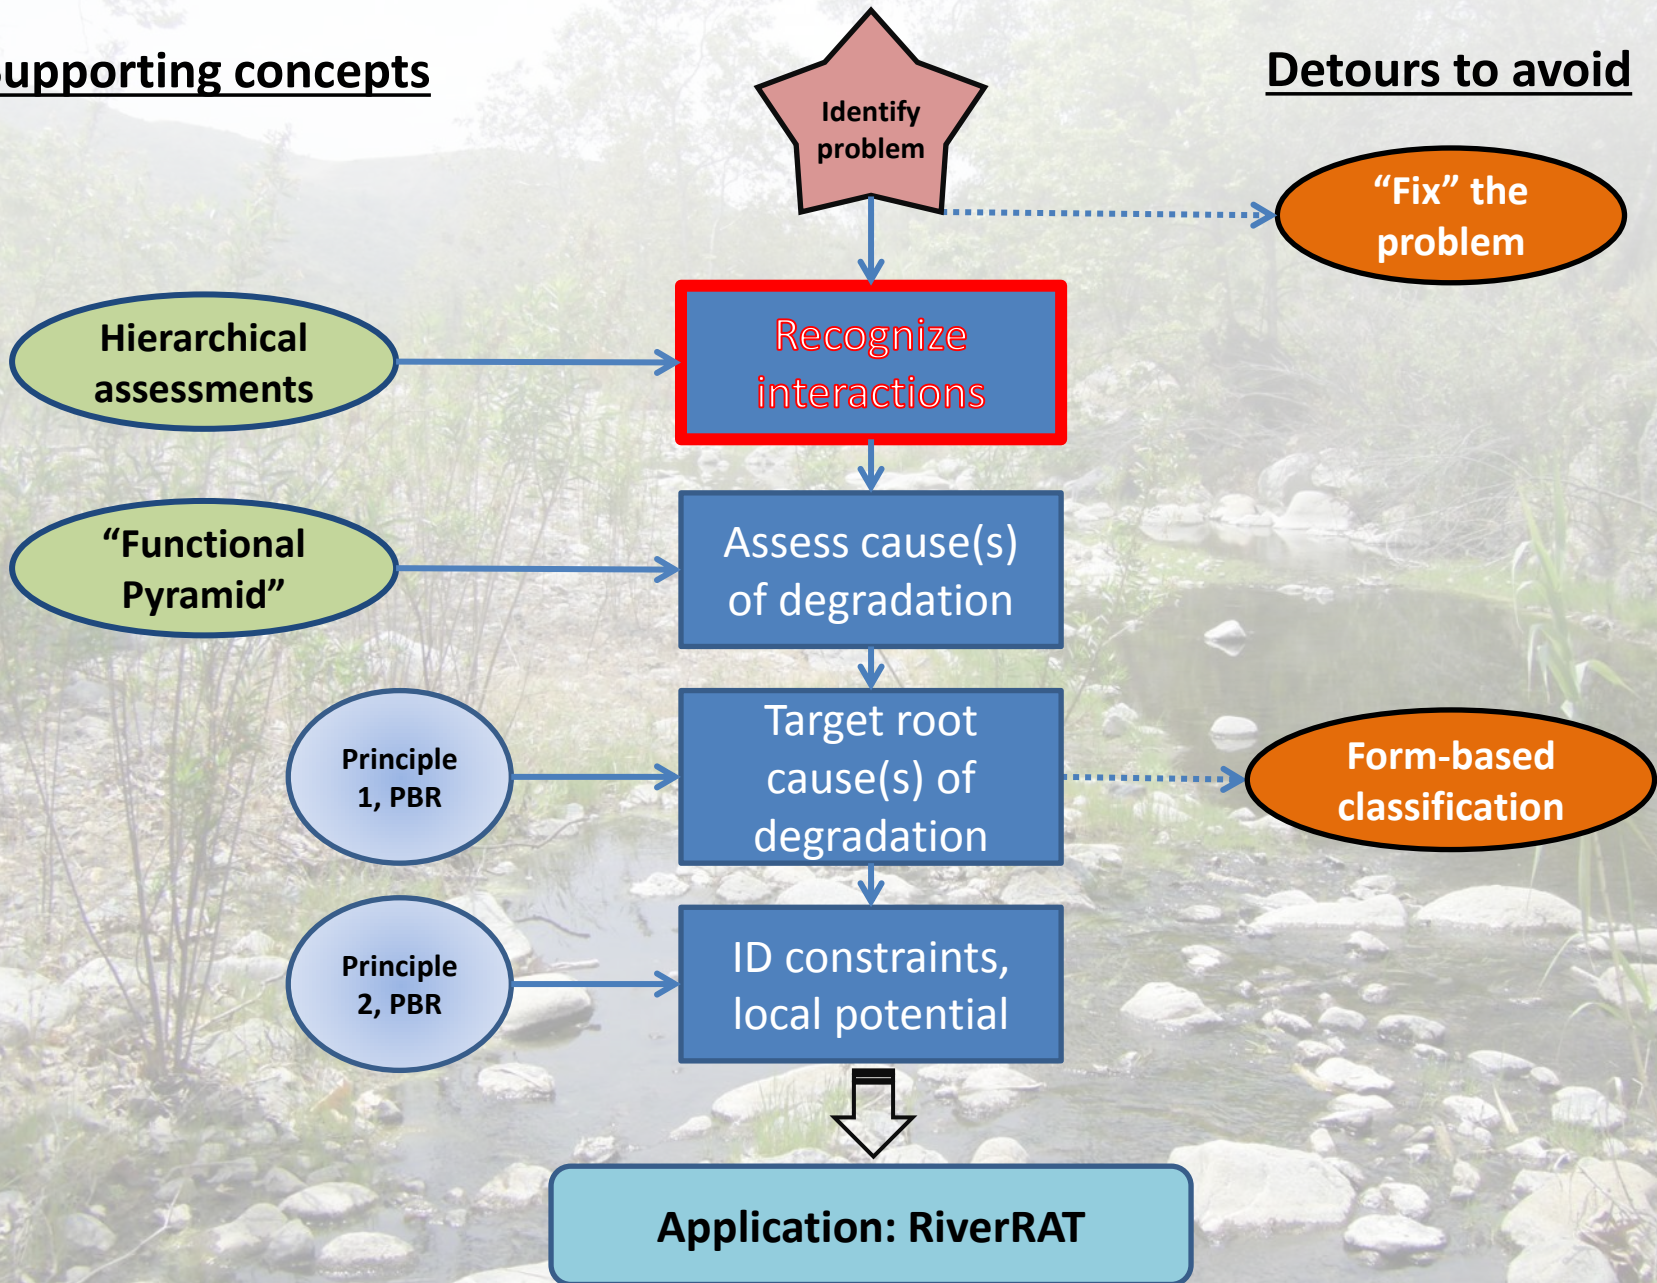 Supporting concepts
Detours to avoid
Identify
problem
“Fix” the
problem
Hierarchical
assessments
Recognize
interactions
“Functional
Pyramid”
Assess cause(s)
of degradation
Principle
1, PBR
Target root
cause(s) of
degradation
Form-based
classification
Principle
2, PBR
ID constraints,
local potential
Application: RiverRAT